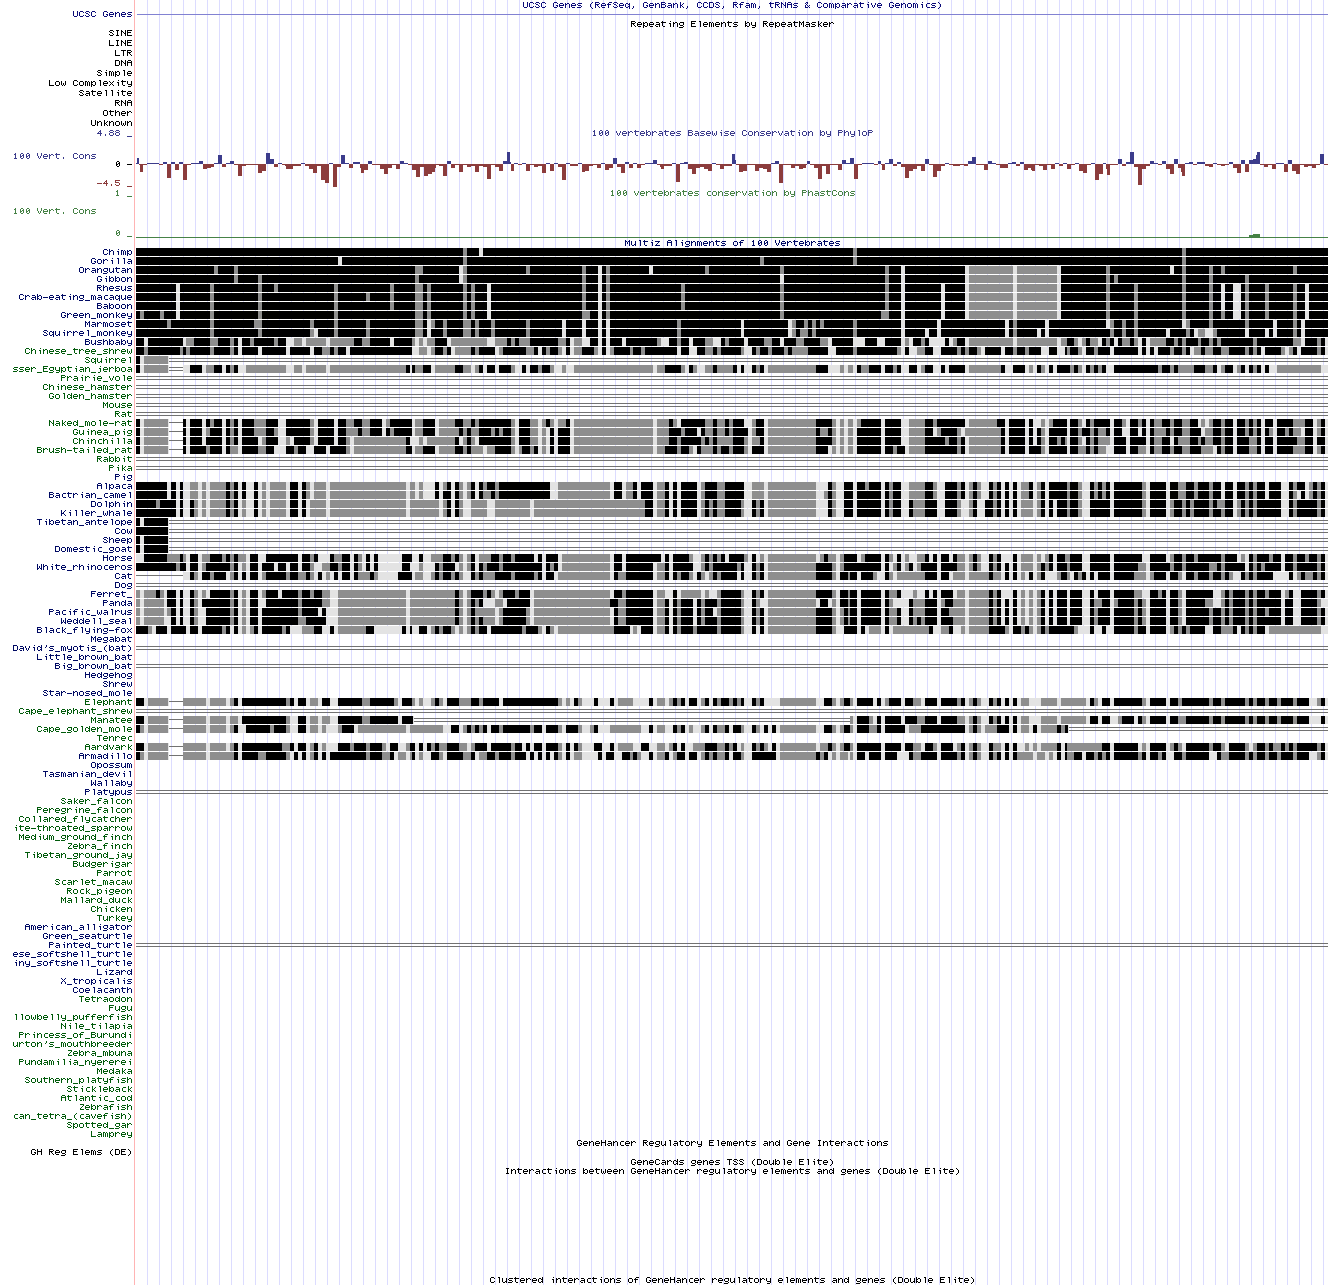 UCSC Genes (RefSeq, GenBank, CCDS, Rfam, tRNAs & Comparative Genomics)
UCSC Genes
Repeating Elements by RepeatMasker
SINE
LINE
LTR
DNA
Simple
Low Complexity
Satellite
RNA
Other
Unknown
4.88 _
100 vertebrates Basewise Conservation by PhyloP
100 Vert. Cons
0 -
-4.5 _
100 vertebrates conservation by PhastCons
1 _
100 Vert. Cons
0 _
Multiz Alignments of 100 Vertebrates
Chimp
Gorilla
Orangutan
Gibbon
Rhesus
Crab-eating_macaque
Baboon
Green_monkey
Marmoset
Squirrel_monkey
Bushbaby
Chinese_tree_shrew
Squirrel
sser_Egyptian_jerboa
Prairie_vole
Chinese_hamster
Golden_hamster
Mouse
Rat
Naked_mole-rat
Guinea_pig
Chinchilla
Brush-tailed_rat
Rabbit
Pika
Pig
Alpaca
Bactrian_camel
Dolphin
Killer_whale
Tibetan_antelope
Cow
Sheep
Domestic_goat
Horse
White_rhinoceros
Cat
Dog
Ferret_
Panda
Pacific_walrus
Weddell_seal
Black_flying-fox
Megabat
David's_myotis_(bat)
Little_brown_bat
Big_brown_bat
Hedgehog
Shrew
Star-nosed_mole
Elephant
Cape_elephant_shrew
Manatee
Cape_golden_mole
Tenrec
Aardvark
Armadillo
Opossum
Tasmanian_devil
Wallaby
Platypus
Saker_falcon
Peregrine_falcon
Collared_flycatcher
ite-throated_sparrow
Medium_ground_finch
Zebra_finch
Tibetan_ground_jay
Budgerigar
Parrot
Scarlet_macaw
Rock_pigeon
Mallard_duck
Chicken
Turkey
American_alligator
Green_seaturtle
Painted_turtle
ese_softshell_turtle
iny_softshell_turtle
Lizard
X_tropicalis
Coelacanth
Tetraodon
Fugu
llowbelly_pufferfish
Nile_tilapia
Princess_of_Burundi
urton's_mouthbreeder
Zebra_mbuna
Pundamilia_nyererei
Medaka
Southern_platyfish
Stickleback
Atlantic_cod
Zebrafish
can_tetra_(cavefish)
Spotted_gar
Lamprey
GeneHancer Regulatory Elements and Gene Interactions
GH Reg Elems (DE)
GeneCards genes TSS (Double Elite)
Interactions between GeneHancer regulatory elements and genes (Double Elite)
Clustered interactions of GeneHancer regulatory elements and genes (Double Elite)